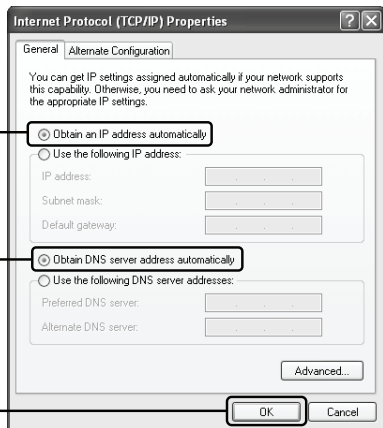 Internet Protocol (TCP/IP) Properties
General Alternate Configuration
You can get IP settings assigned automatically if your network supports
this capability. Otherwise, you need to ask your network administrator for
the appropriate IP settings.
Obtain an IP address automatically
Use the following IP address:
IP address:
Subnet mask:
Default gateway:
Obtain DNS server address automatically
Use the following DNS server addresses:
Preferred DNS server:
Alternate DNS server:
Advanced...
OK Cancel